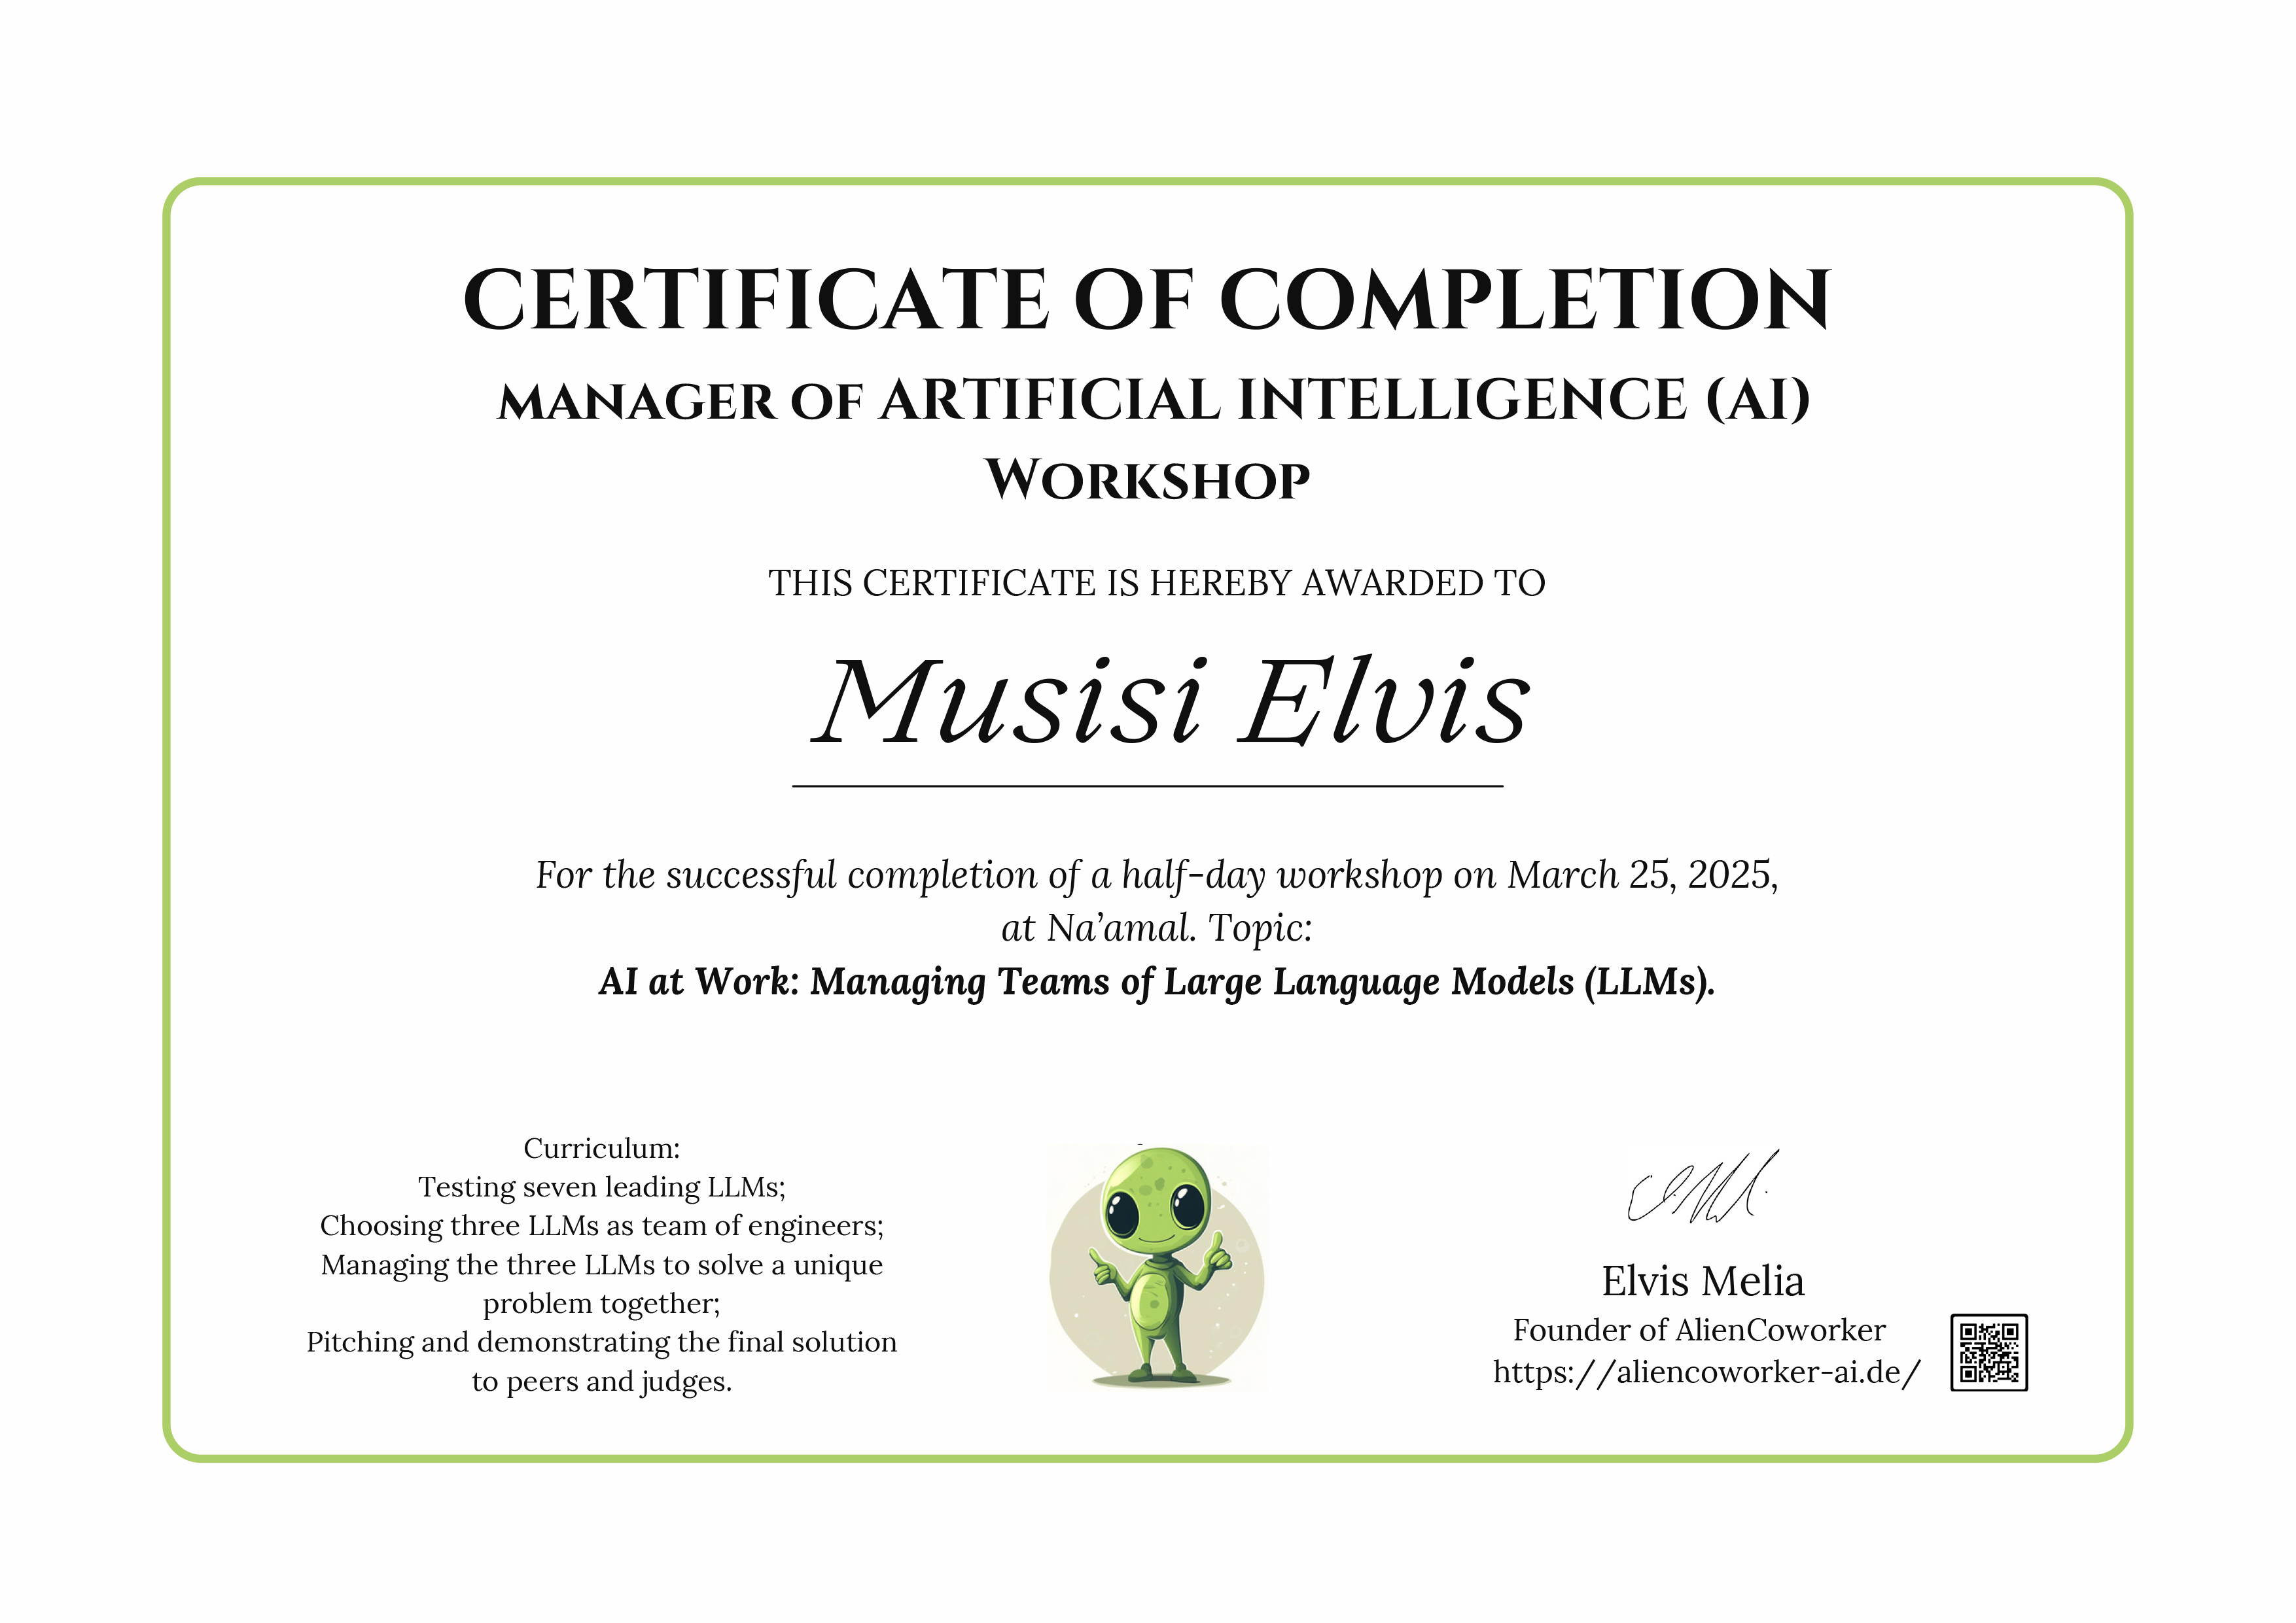 CERTIFICATE OF COMPLETION
MANAGER OF ARTIFICIAL INTELLIGENCE (AI)
WORKSHOP
THIS CERTIFICATE IS HEREBY AWARDED TO
Musisi Elvis
For the successful completion of a half-day workshop on March 25, 2025,
at Na’amal. Topic:
AI at Work: Managing Teams of Large Language Models (LLMs).
Curriculum:
Testing seven leading LLMs;
Choosing three LLMs as team of engineers;
Managing the three LLMs to solve a unique
problem together;
Pitching and demonstrating the final solution
to peers and judges.
Elvis Melia
Founder of AlienCoworker
https://aliencoworker-ai.de/